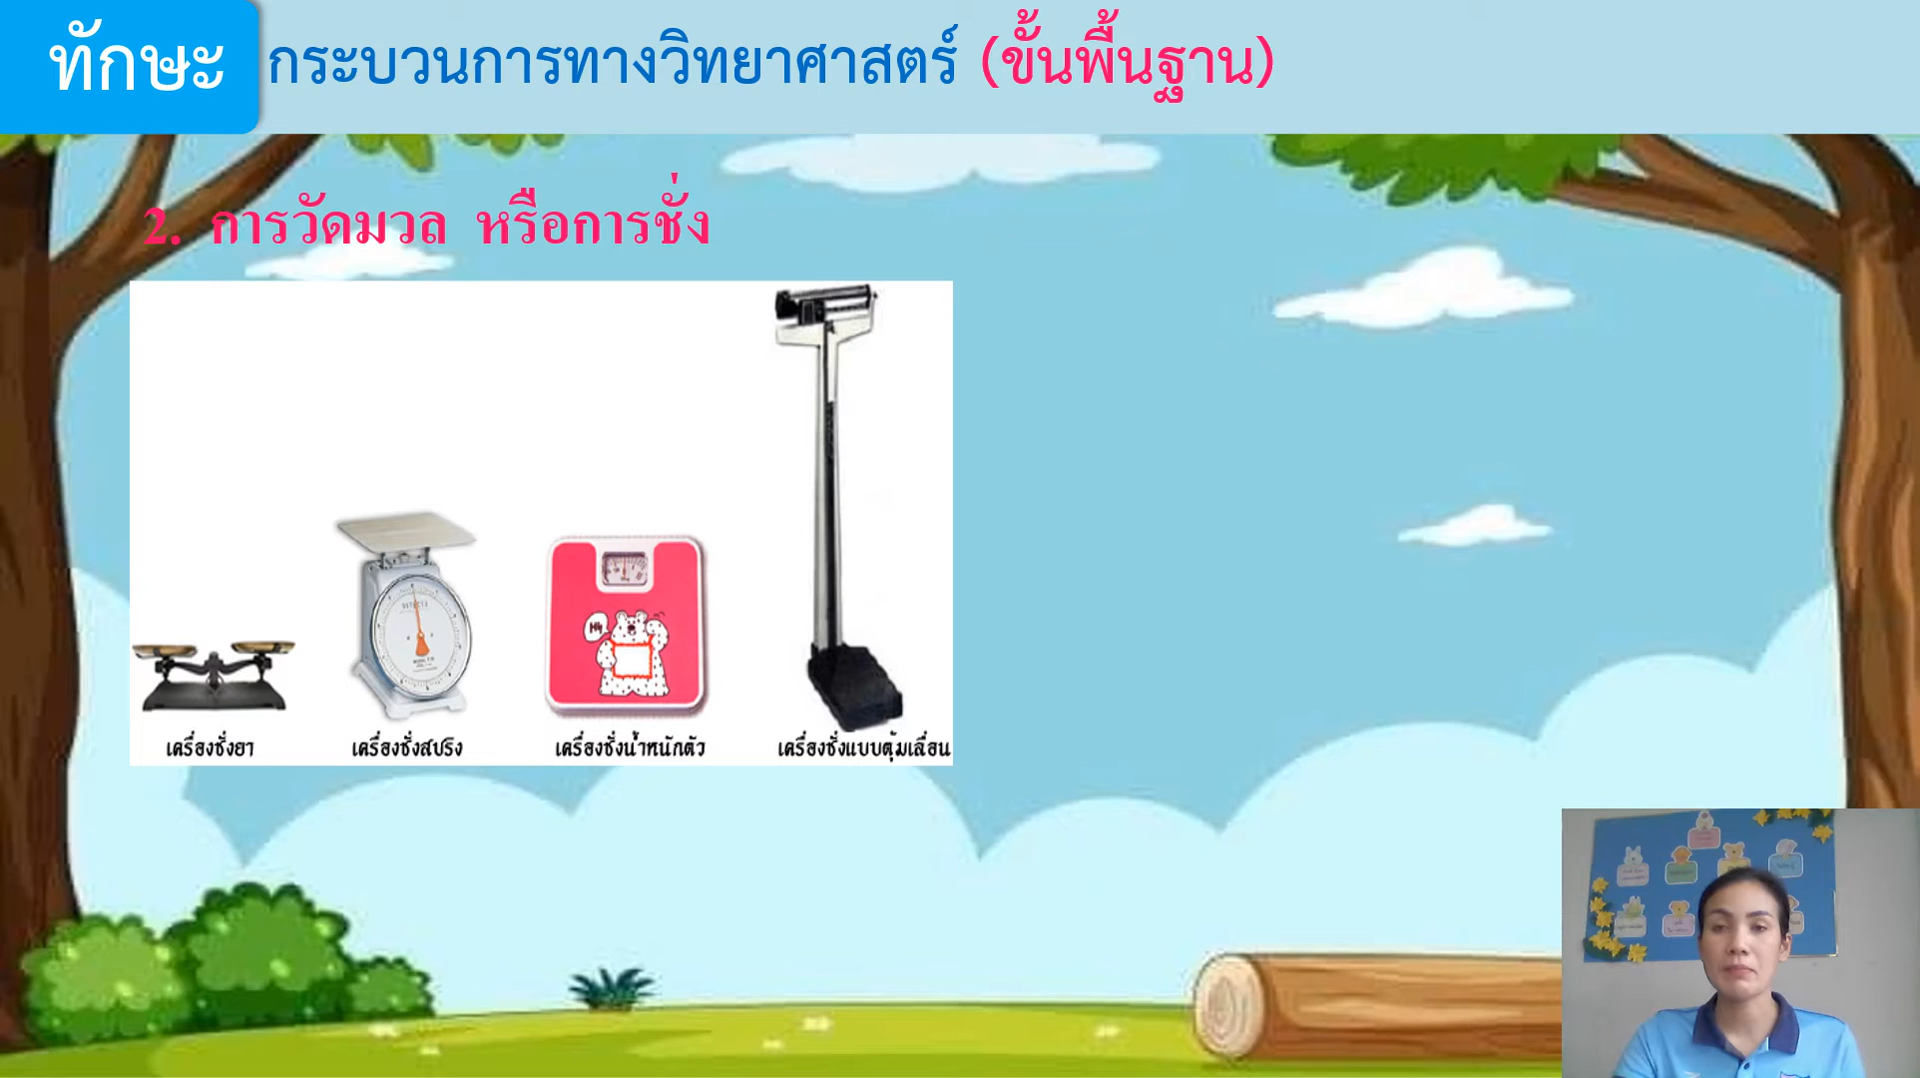 ทักษะ กระบวนการทางวิทยาศาสตร์ (ขั้นพื้นฐาน)
2. การวัดมวล หรือการชั่ง
Hi
เครื่องชั่งยา เครื่องชั่งสปริง เครื่องชั่งน้ำหนักตัว เครื่องชั่งแบบตุ้มเลื่อน